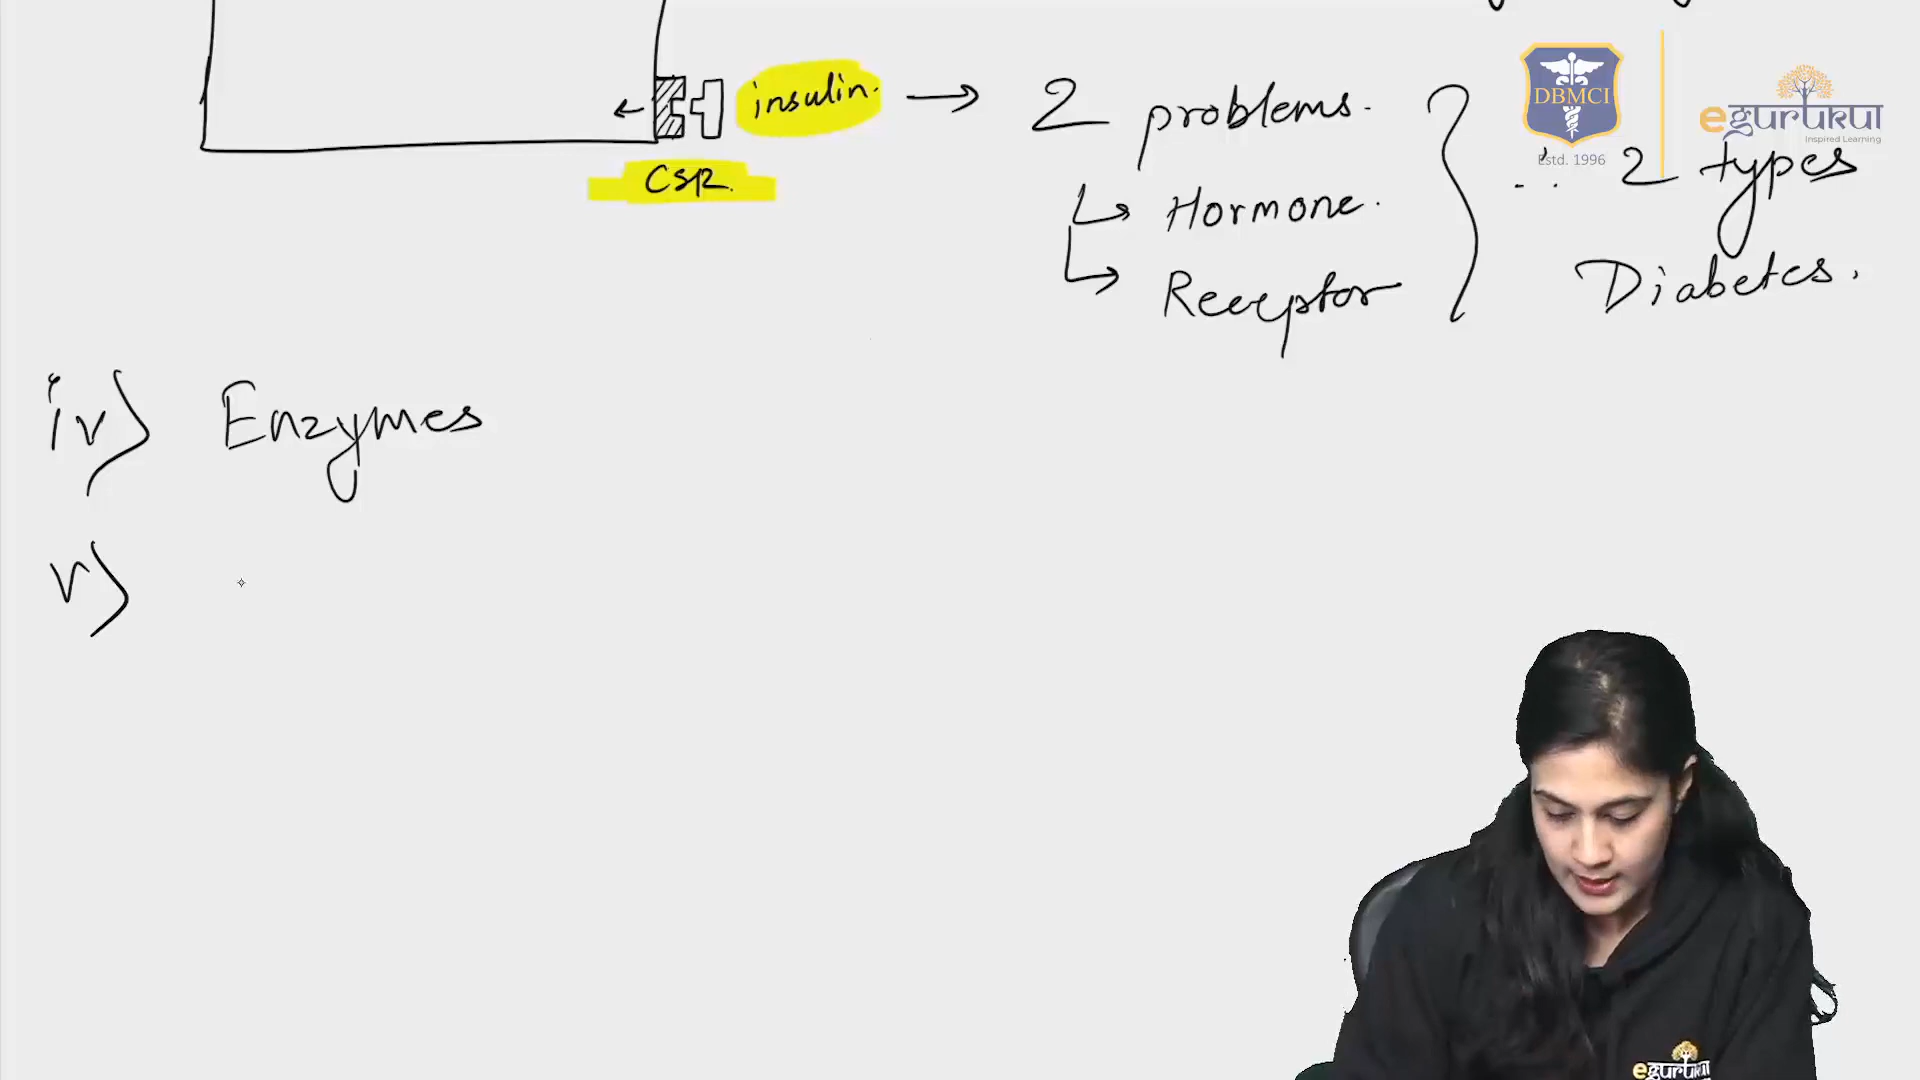 insulin. → 2 problems.
CSR.
↳ Hormone.
↳ Receptor
∴ 2 types
Diabetes.
iv) Enzymes
v)
DBMCI
Estd. 1996
egurukul
Inspired Learning
egurukul